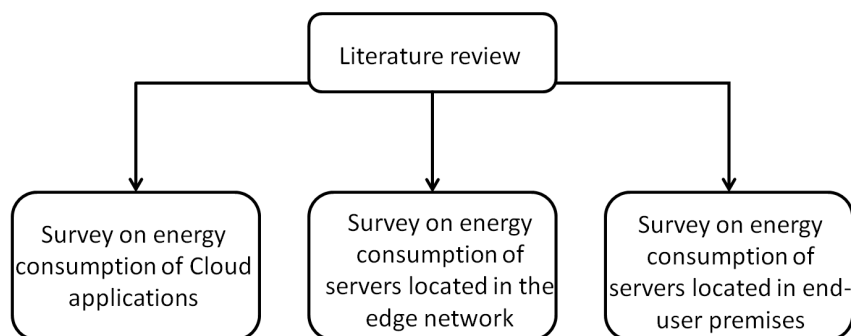 Literature review
Survey on energy
consumption of Cloud
applications
Survey on energy
consumption of
servers located in the
edge network
Survey on energy
consumption of
servers located in end-
user premises